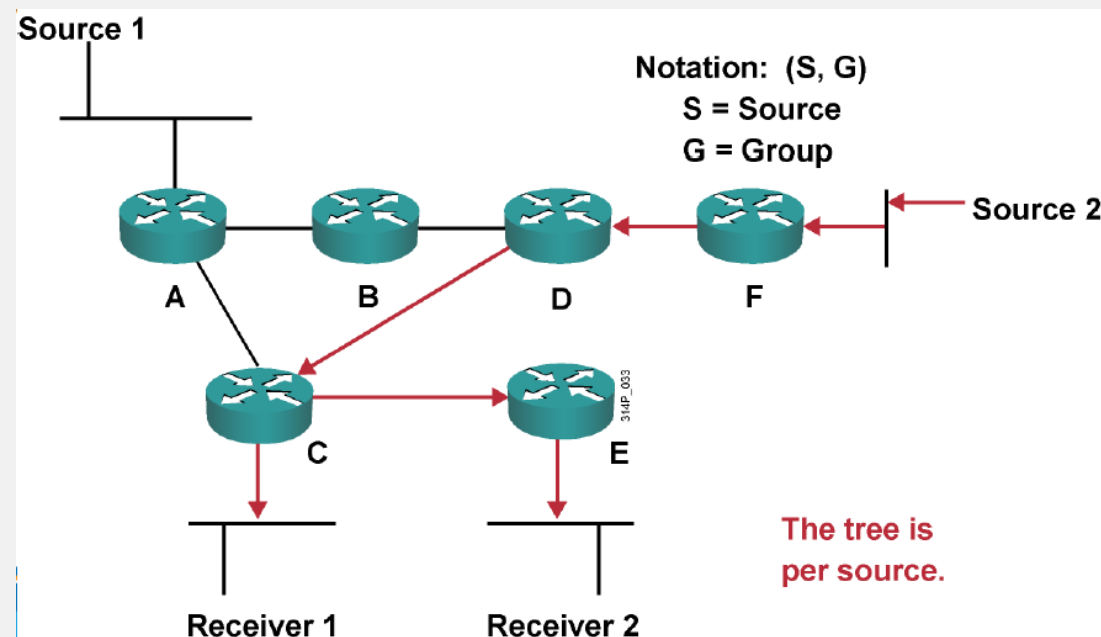 Source 1
Notation: (S, G)
S = Source
G = Group
Source 2
A
B
D
F
314P_033
C
E
The tree is
per source.
Receiver 1
Receiver 2